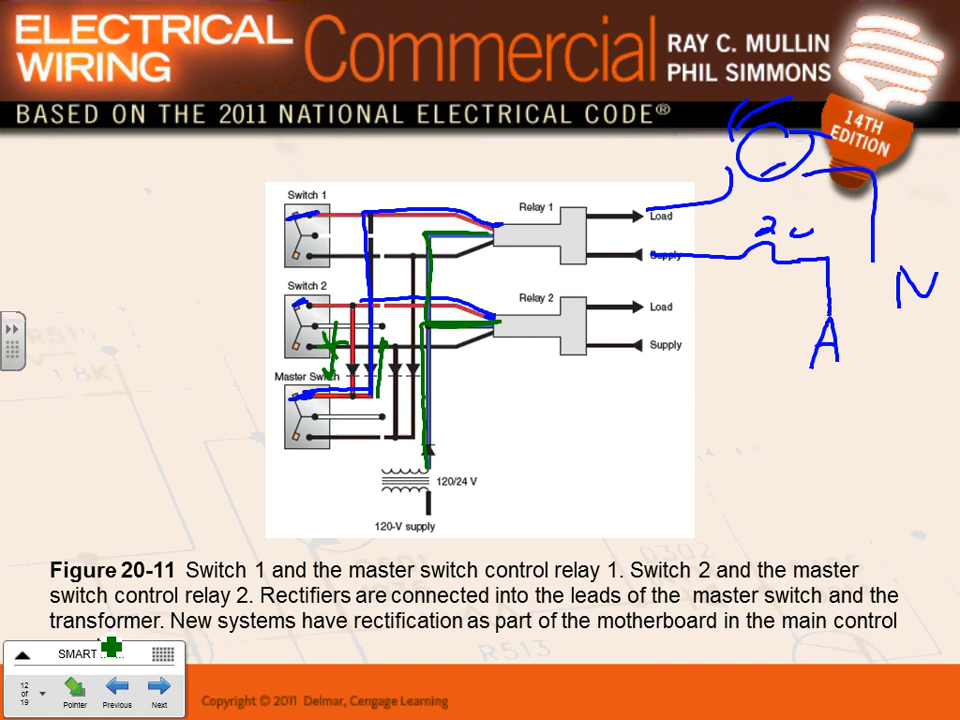 ELECTRICAL
WIRING
Commercial
RAY C. MULLIN
PHIL SIMMONS
BASED ON THE 2011 NATIONAL ELECTRICAL CODE®
14TH
EDITION
Switch 1
Relay 1
Load
Supply
20
N
Switch 2
Relay 2
Load
Supply
A
Master Switch
120/24 V
120-V supply
Figure 20-11 Switch 1 and the master switch control relay 1. Switch 2 and the master
switch control relay 2. Rectifiers are connected into the leads of the master switch and the
transformer. New systems have rectification as part of the motherboard in the main control
SMART
12
of
19
Pointer
Previous
Next
Copyright © 2011 Delmar, Cengage Learning
R513